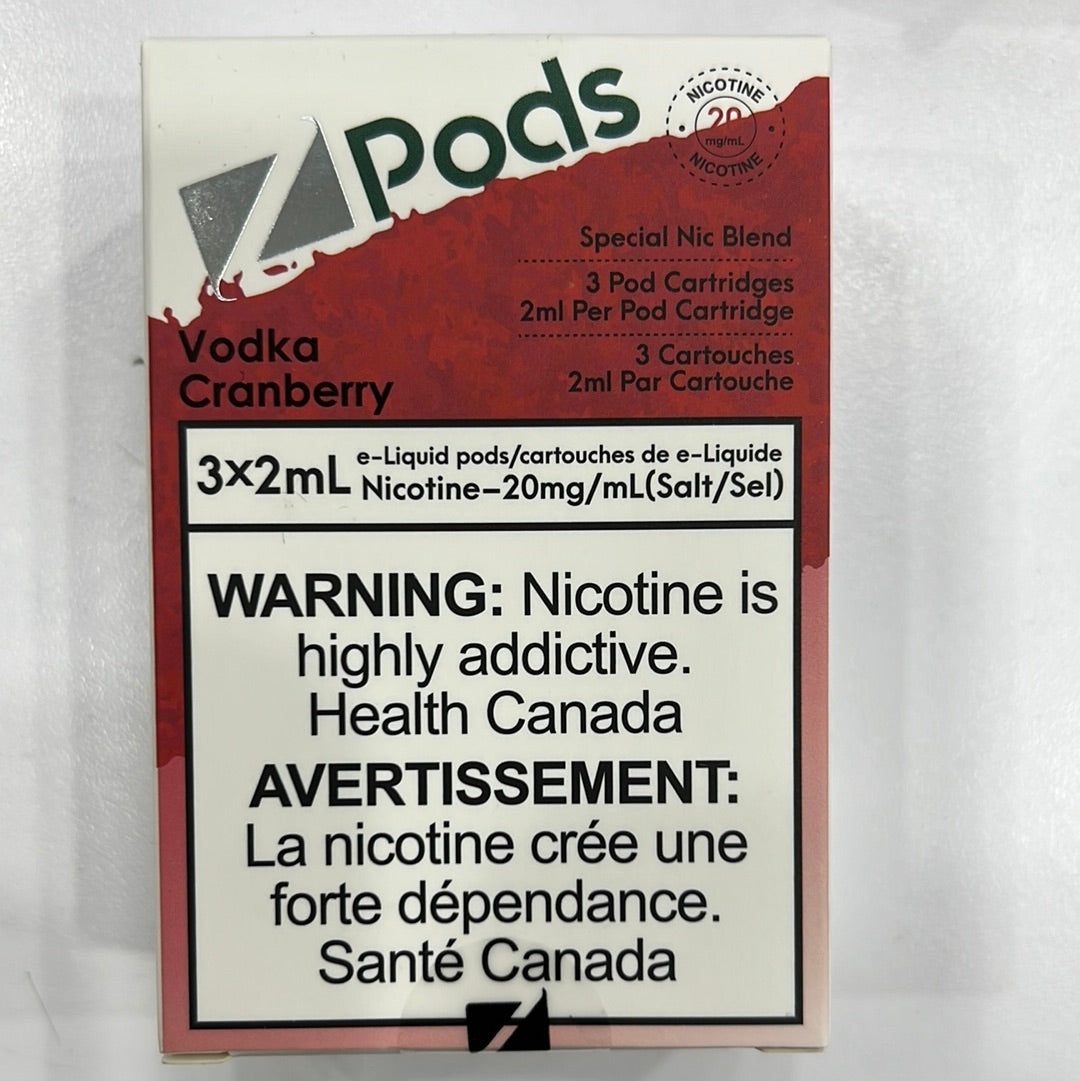 Pods
NICOTINE
20
mg/mL
NICOTINE
Special Nic Blend
3 Pod Cartridges
2ml Per Pod Cartridge
3 Cartouches
2ml Par Cartouche
Vodka
Cranberry
3×2mL
e-Liquid pods/cartouches de e-Liquide
Nicotine–20mg/mL(Salt/Sel)
WARNING: Nicotine is
highly addictive.
Health Canada
AVERTISSEMENT:
La nicotine crée une
forte dépendance.
Santé Canada